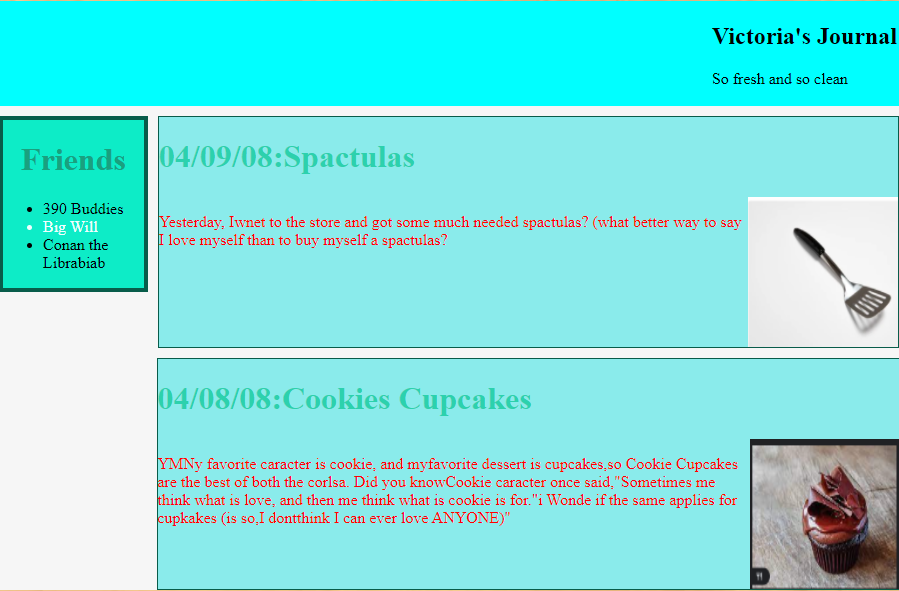 Victoria's Journal
So fresh and so clean
Friends
390 Buddies
Big Will
Conan the
Librabiab
04/09/08:Spactulas
Yesterday, Iwnet to the store and got some much needed spactulas? (what better way to say
I love myself than to buy myself a spactulas?
04/08/08:Cookies Cupcakes
YMNy favorite caracter is cookie, and myfavorite dessert is cupcakes,so Cookie Cupcakes
are the best of both the corlsa. Did you knowCookie caracter once said,"Sometimes me
think what is love, and then me think what is cookie is for."i Wonde if the same applies for
cupkakes (is so,I dontthink I can ever love ANYONE)"